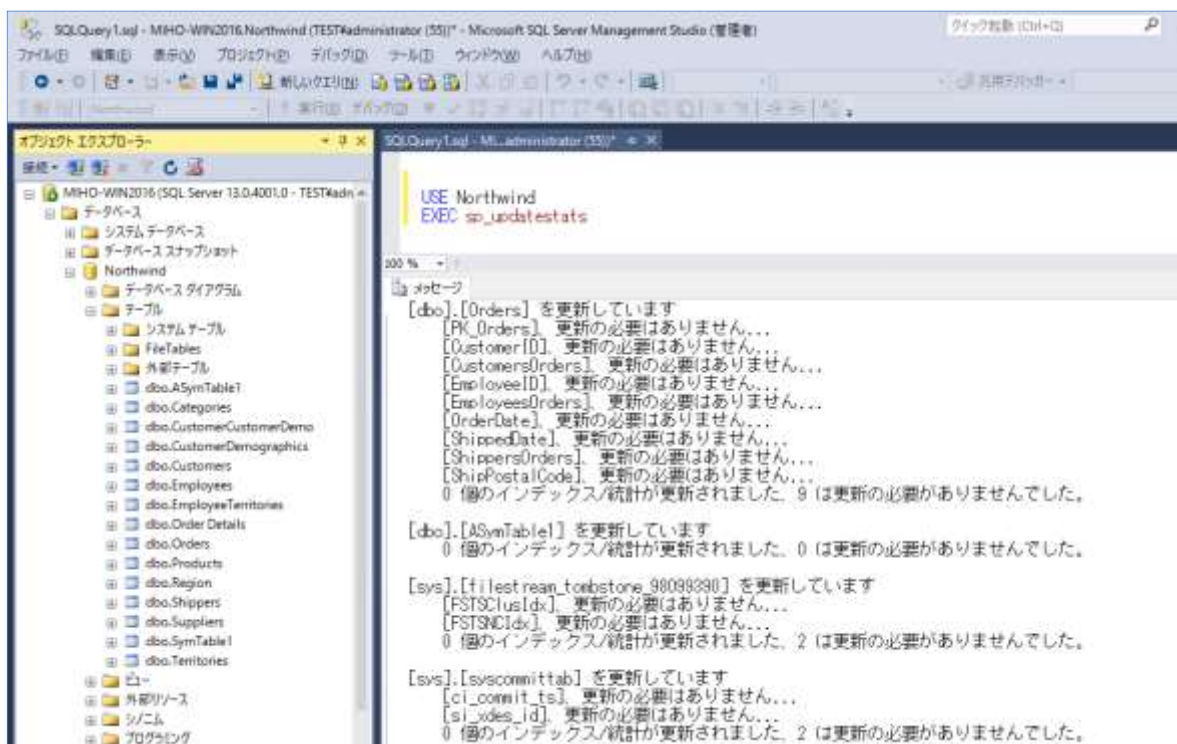 SQLQuery1.sql - MIHO-WIN2016.Northwind (TEST¥administrator (55))* - Microsoft SQL Server Management Studio (管理者)
クイック起動 (Ctrl+Q)
ファイル(F) 編集(E) 表示(V) プロジェクト(P) デバッグ(D) ツール(T) ウィンドウ(W) ヘルプ(H)
新しいクエリ(N)
汎用デバッガー
Northwind 実行(X) デバッグ(D)
オブジェクト エクスプローラー
接続
MIHO-WIN2016 (SQL Server 13.0.4001.0 - TEST¥adn
データベース
システム データベース
データベース スナップショット
Northwind
データベース ダイアグラム
テーブル
システム テーブル
FileTables
外部テーブル
dbo.ASymTable1
dbo.Categories
dbo.CustomerCustomerDemo
dbo.CustomerDemographics
dbo.Customers
dbo.Employees
dbo.EmployeeTerritories
dbo.Order Details
dbo.Orders
dbo.Products
dbo.Region
dbo.Shippers
dbo.Suppliers
dbo.SymTable1
dbo.Territories
ビュー
外部リソース
シノニム
プログラミング
SQLQuery1.sql - MI...administrator (55))*
USE Northwind
EXEC sp_updatestats
100 %
メッセージ
[dbo].[Orders] を更新しています
[PK_Orders]、更新の必要はありません...
[CustomerID]、更新の必要はありません...
[CustomersOrders]、更新の必要はありません...
[EmployeeID]、更新の必要はありません...
[EmployeesOrders]、更新の必要はありません...
[OrderDate]、更新の必要はありません...
[ShippedDate]、更新の必要はありません...
[ShippersOrders]、更新の必要はありません...
[ShipPostalCode]、更新の必要はありません...
0 個のインデックス/統計が更新されました、9 は更新の必要がありませんでした。
[dbo].[ASymTable1] を更新しています
0 個のインデックス/統計が更新されました、0 は更新の必要がありませんでした。
[sys].[filestream_tombstone_98099390] を更新しています
[FSTSClusIdx]、更新の必要はありません...
[FSTSNCIdx]、更新の必要はありません...
0 個のインデックス/統計が更新されました、2 は更新の必要がありませんでした。
[sys].[syscommittab] を更新しています
[ci_commit_ts]、更新の必要はありません...
[si_xdes_id]、更新の必要はありません...
0 個のインデックス/統計が更新されました、2 は更新の必要がありませんでした。